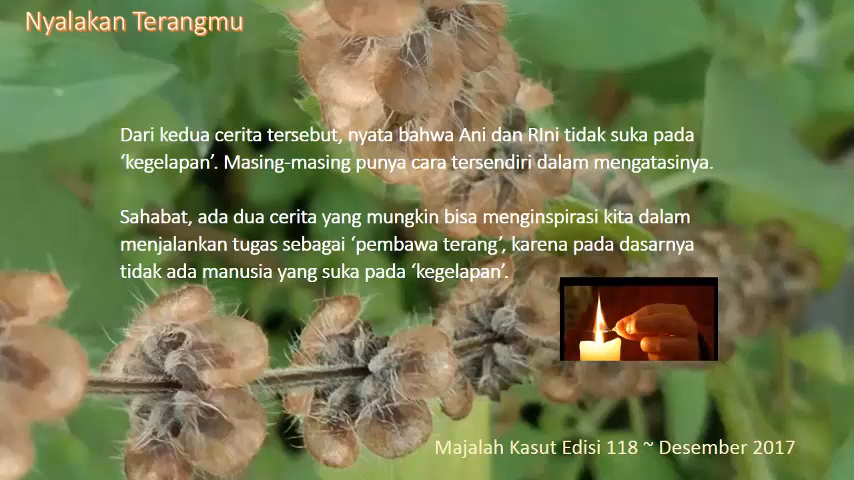 Nyalakan Terangmu
Dari kedua cerita tersebut, nyata bahwa Ani dan RIni tidak suka pada
‘kegelapan’. Masing-masing punya cara tersendiri dalam mengatasinya.
Sahabat, ada dua cerita yang mungkin bisa menginspirasi kita dalam
menjalankan tugas sebagai ‘pembawa terang’, karena pada dasarnya
tidak ada manusia yang suka pada ‘kegelapan’.
Majalah Kasut Edisi 118 ~ Desember 2017